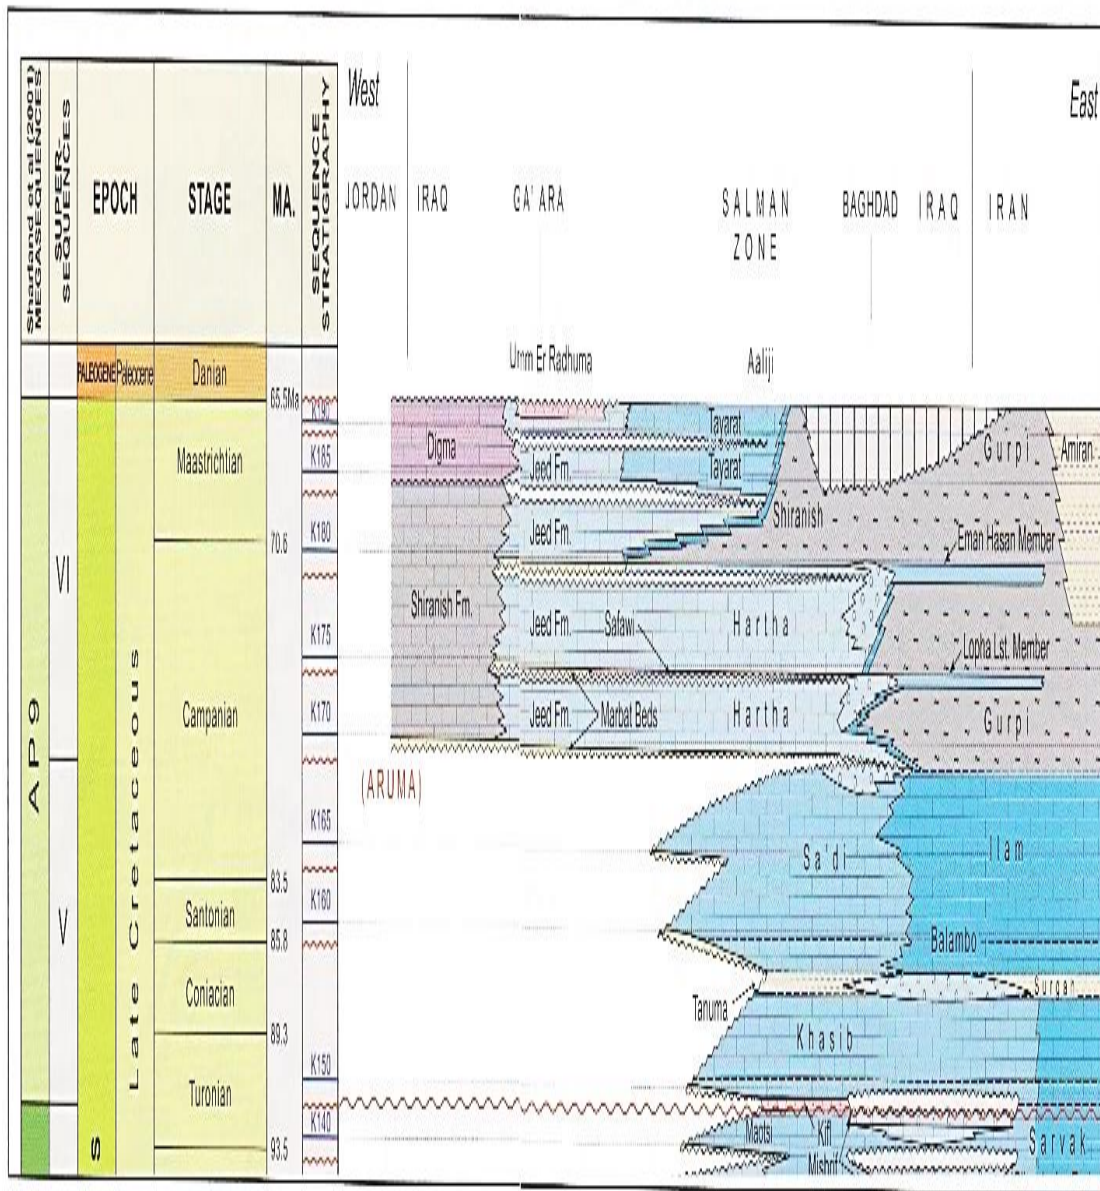 Sharland et al (2001)
MEGASEQUENCES
SUPER-
SEQUENCES
EPOCH
STAGE
MA.
SEQUENCE
STRATIGRAPHY
West
East
JORDAN
IRAQ
GA'ARA
SALMAN
ZONE
BAGHDAD
IRAQ
IRAN
PALEOGENE
Paleocene
Danian
Umm Er Radhuma
Aaliji
65.5Ma
K190
Maastrichtian
K185
Digma
Jeed Fm.
Tayarat
Tayarat
Gurpi
Amiran
K180
70.6
Jeed Fm.
Shiranish
Eman Hasan Member
VI
Shiranish Fm.
Jeed Fm.
Safawi
Hartha
K175
Lopha Lst. Member
Campanian
K170
Jeed Fm.
Marbat Beds
Hartha
Gurpi
AP9
Late Cretaceous
(ARUMA)
K165
Sa'di
Ilam
83.5
K160
Santonian
V
85.8
Balambo
Coniacian
Surgan
Tanuma
89.3
Khasib
K150
Turonian
K140
Maotsi
Kifl
Mishrif
Sarvak
93.5
S